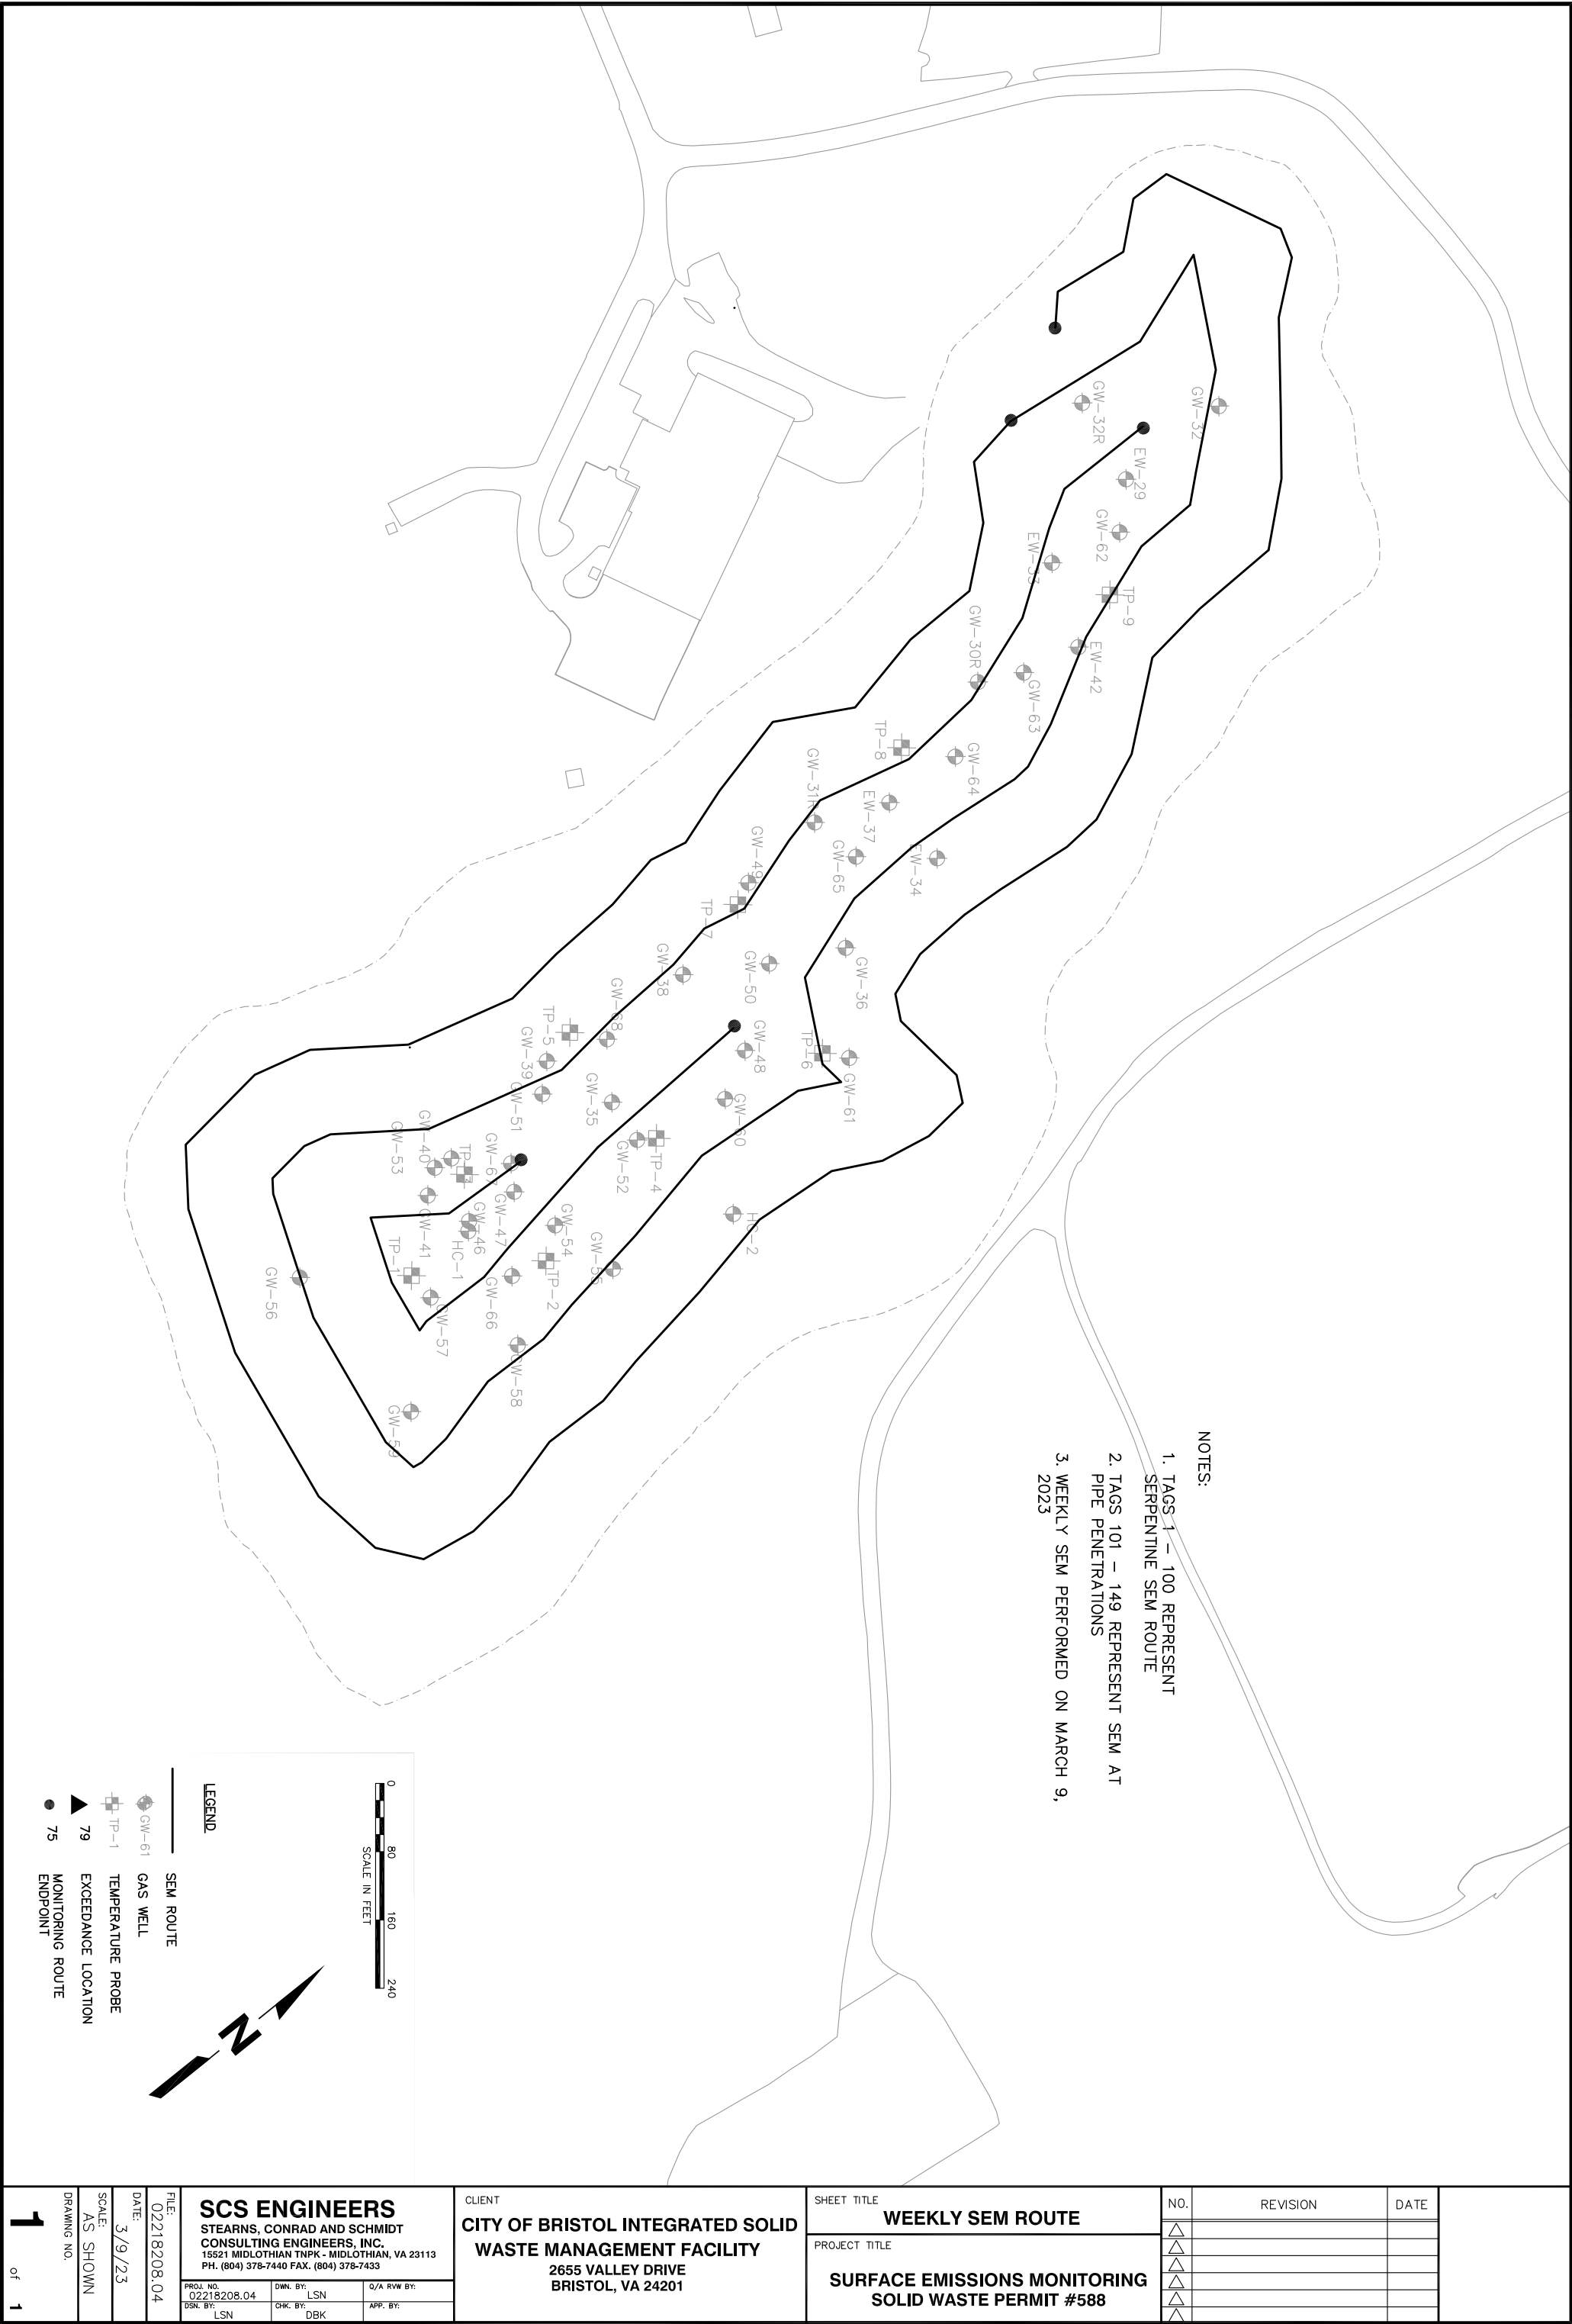 GW-32
GW-32R
EW-29
GW-62
EW-33
TP-9
GW-30R
EW-42
GW-63
TP-8
GW-64
GW-31R
EW-37
GW-49
GW-65
EW-34
TP-7
GW-38
GW-50
GW-36
GW-68
TP-5
GW-39
GW-48
TP-6
GW-51
GW-35
GW-61
GW-60
GW-40
GW-53
TP-3
GW-67
GW-52
TP-4
GW-47
GW-46
GW-41
HC-1
GW-54
HC-2
TP-1
GW-55
TP-2
GW-66
GW-56
GW-57
GW-58
GW-59
NOTES:
1. TAGS 1 – 100 REPRESENT
SERPENTINE SEM ROUTE
2. TAGS 101 – 149 REPRESENT SEM AT
PIPE PENETRATIONS
3. WEEKLY SEM PERFORMED ON MARCH 9,
2023
0 80 160 240
SCALE IN FEET
LEGEND
SEM ROUTE
GW-61 GAS WELL
TP-1 TEMPERATURE PROBE
79 EXCEEDANCE LOCATION
75 MONITORING ROUTE
ENDPOINT
N
FILE:
02218208.04
DATE:
3/9/23
SCALE:
AS SHOWN
DRAWING NO.
1 of 1
SCS ENGINEERS
STEARNS, CONRAD AND SCHMIDT
CONSULTING ENGINEERS, INC.
15521 MIDLOTHIAN TNPK - MIDLOTHIAN, VA 23113
PH. (804) 378-7440 FAX. (804) 378-7433
PROJ. NO.
02218208.04
DWN. BY:
LSN
Q/A RVW BY:
DSN. BY:
LSN
CHK. BY:
DBK
APP. BY:
CLIENT
CITY OF BRISTOL INTEGRATED SOLID
WASTE MANAGEMENT FACILITY
2655 VALLEY DRIVE
BRISTOL, VA 24201
SHEET TITLE
WEEKLY SEM ROUTE
PROJECT TITLE
SURFACE EMISSIONS MONITORING
SOLID WASTE PERMIT #588
NO. REVISION DATE